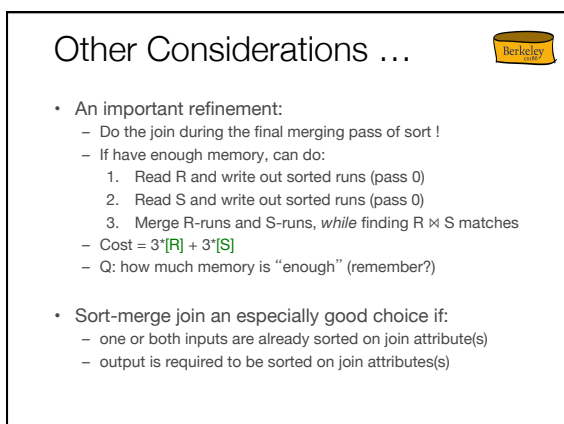 Other Considerations …
Berkeley
cs186
• An important refinement:
– Do the join during the final merging pass of sort !
– If have enough memory, can do:
1. Read R and write out sorted runs (pass 0)
2. Read S and write out sorted runs (pass 0)
3. Merge R-runs and S-runs, while finding R ⋈ S matches
– Cost = 3*[R] + 3*[S]
– Q: how much memory is “enough” (remember?)
• Sort-merge join an especially good choice if:
– one or both inputs are already sorted on join attribute(s)
– output is required to be sorted on join attributes(s)